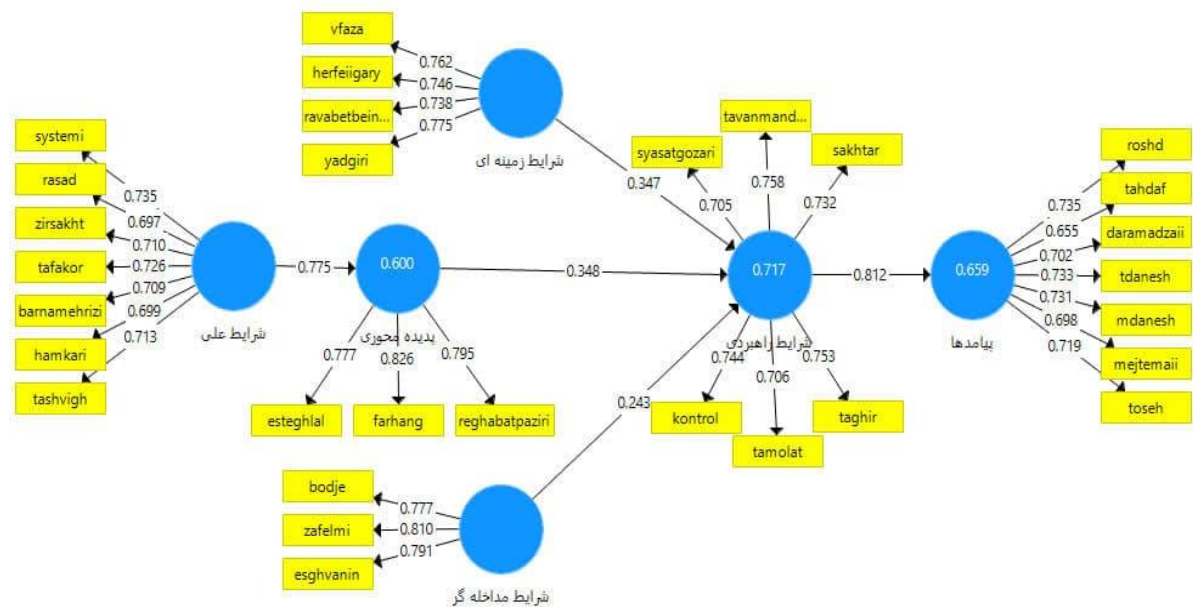 vfaza
herfeiigary
ravabetbein...
yadgiri
0.762
0.746
0.738
0.775
شرایط زمینه ای
0.347
systemi
rasad
zirsakht
tafakor
barnamehrizi
hamkari
tashvigh
0.735
0.697
0.710
0.726
0.709
0.699
0.713
شرایط علی
0.775
0.600
پدیده محوری
0.348
0.777
0.826
0.795
esteghlal
farhang
reghabatpaziri
bodje
zafelmi
esghvanin
0.777
0.810
0.791
شرایط مداخله گر
0.243
syasatgozari
tavanmand...
sakhtar
0.705
0.758
0.732
0.717
شرایط راهبردی
0.744
0.706
0.753
kontrol
tamolat
taghir
0.812
0.659
پیامدها
0.735
0.655
0.702
0.733
0.731
0.698
0.719
roshd
tahdaf
daramadzaii
tdanesh
mdanesh
mejtemaii
toseh